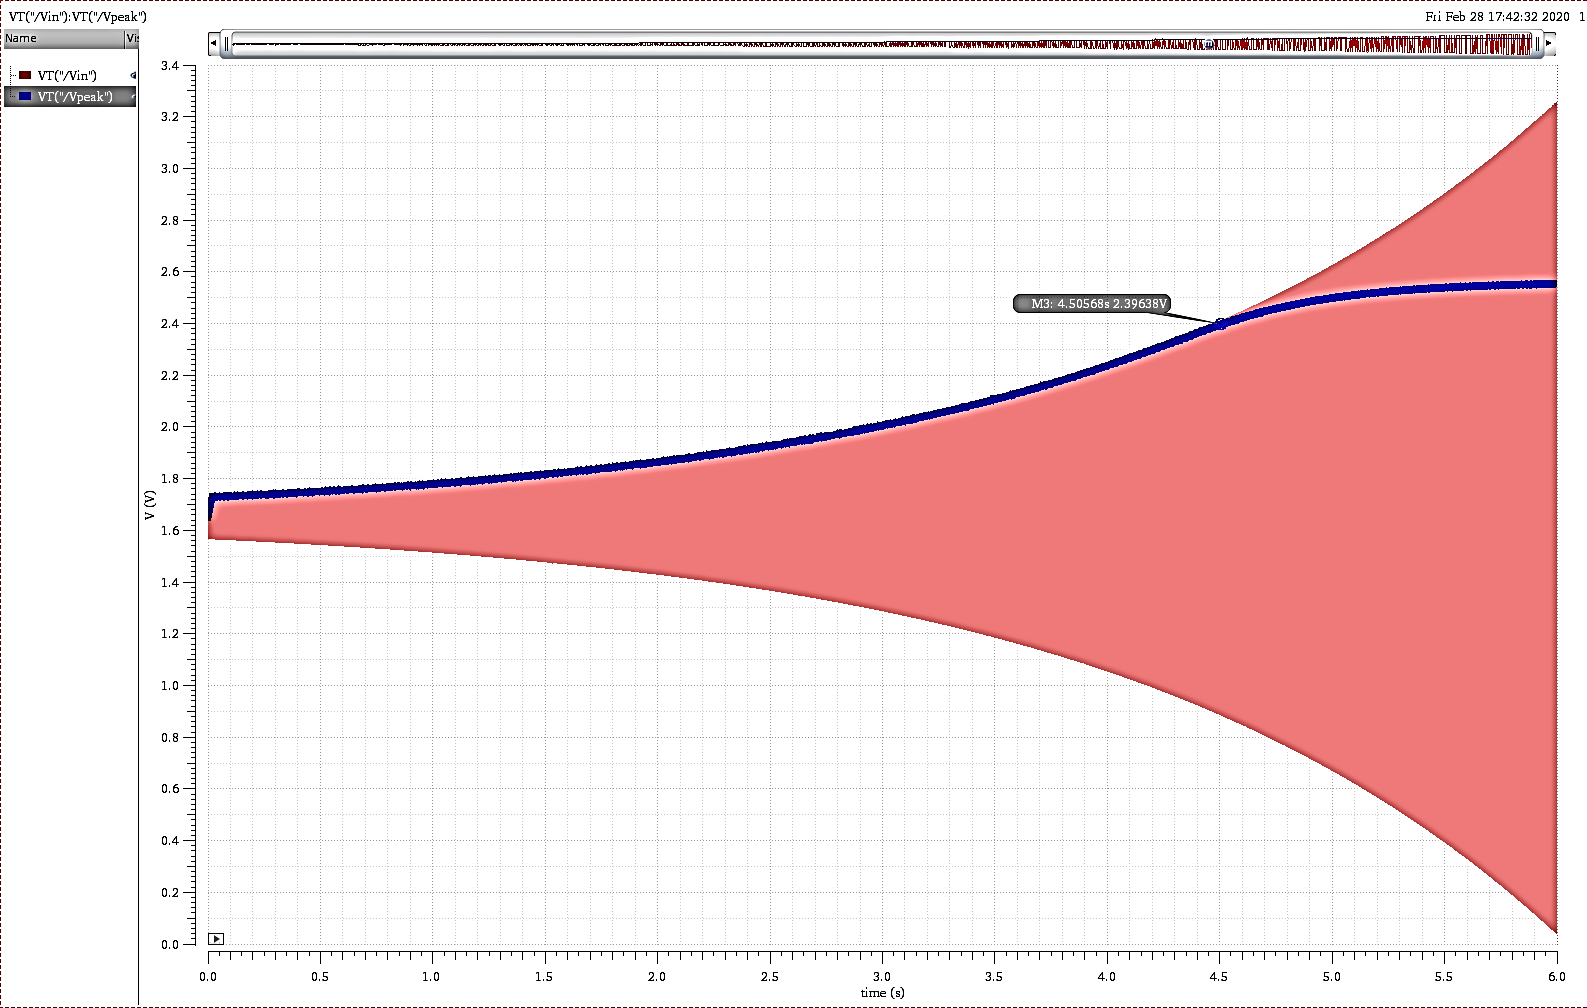 VT("/Vin"):VT("/Vpeak")
Fri Feb 28 17:42:32 2020 1
Name Vis
VT("/Vin")
VT("/Vpeak")
3.4
3.2
3.0
2.8
2.6
2.4
2.2
2.0
1.8
1.6
1.4
1.2
1.0
0.8
0.6
0.4
0.2
0.0
V (V)
M3: 4.50568s 2.39638V
0.0 0.5 1.0 1.5 2.0 2.5 3.0 3.5 4.0 4.5 5.0 5.5 6.0
time (s)